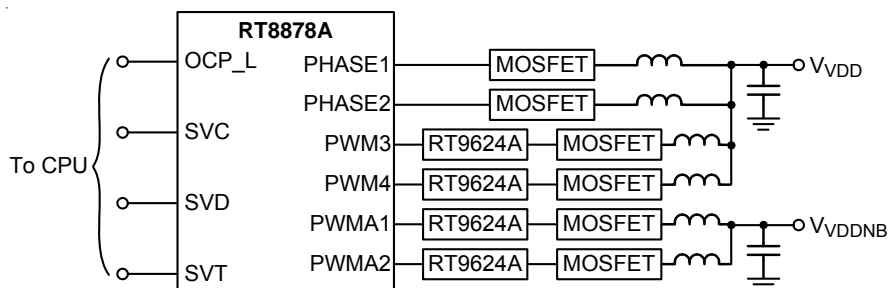 RT8878A
To CPU
OCP_L
SVC
SVD
SVT
PHASE1 MOSFET VVDD
PHASE2 MOSFET
PWM3 RT9624A MOSFET
PWM4 RT9624A MOSFET
PWMA1 RT9624A MOSFET VVDDNB
PWMA2 RT9624A MOSFET